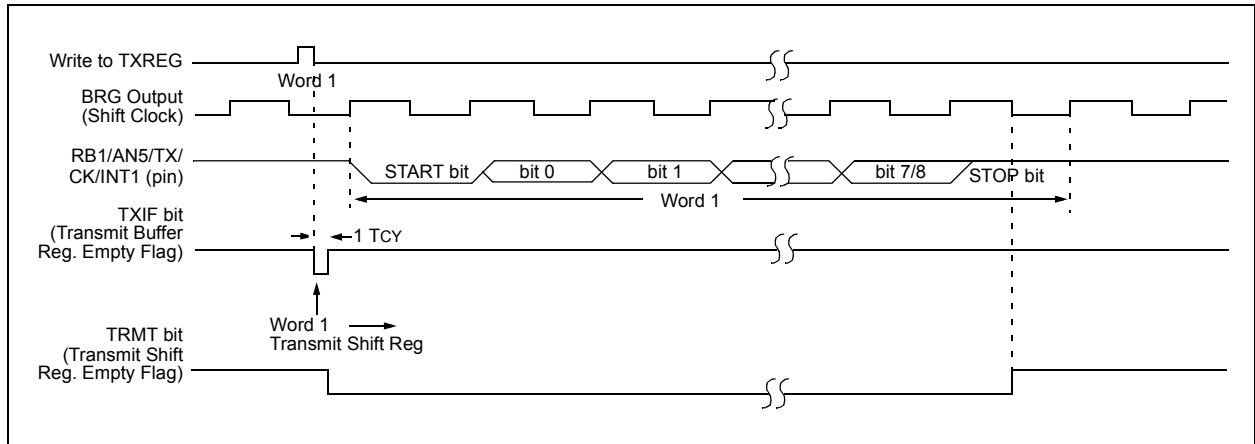 Write to TXREG
Word 1
BRG Output
(Shift Clock)
RB1/AN5/TX/
CK/INT1 (pin)
START bit
bit 0
bit 1
bit 7/8
STOP bit
Word 1
TXIF bit
(Transmit Buffer
Reg. Empty Flag)
1 TCY
Word 1
Transmit Shift Reg
TRMT bit
(Transmit Shift
Reg. Empty Flag)